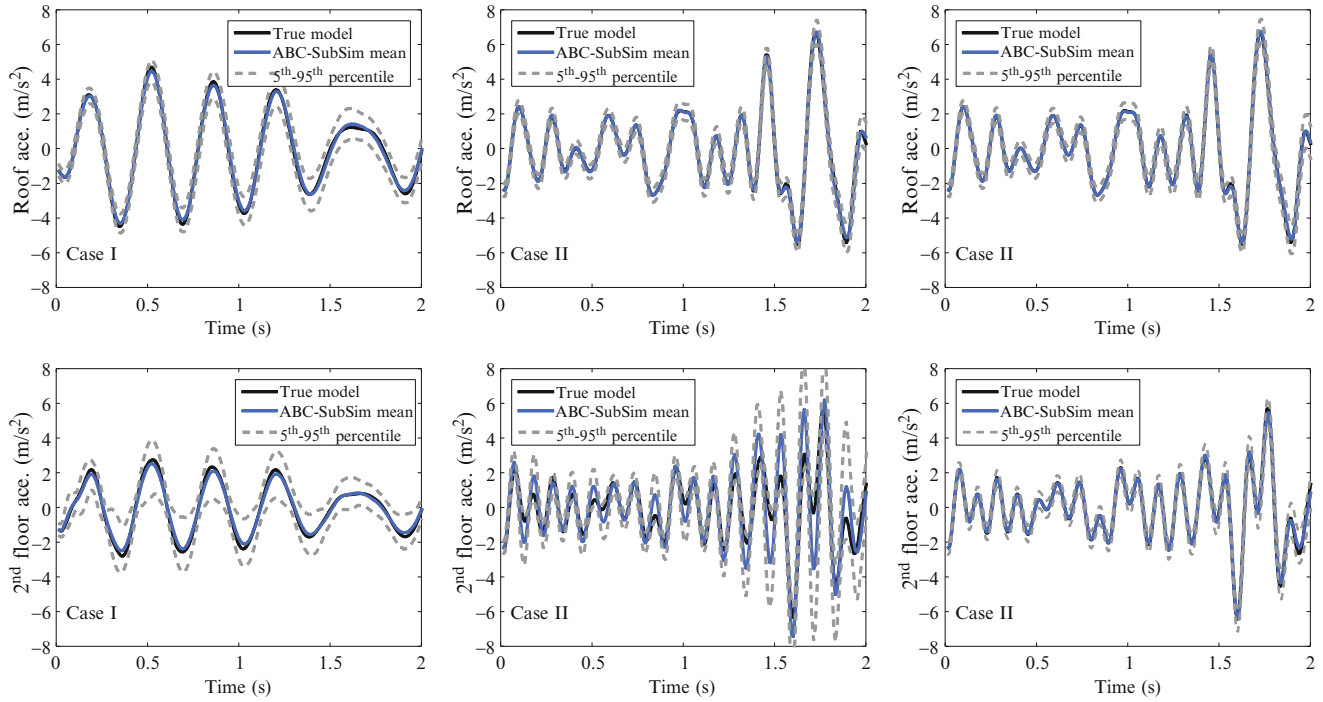 8
6
4
2
0
−2
−4
−6
−8
Roof ace. (m/s²)
True model
ABC-SubSim mean
5th-95th percentile
Case I
0 0.5 1 1.5 2
Time (s)
8
6
4
2
0
−2
−4
−6
−8
Roof ace. (m/s²)
True model
ABC-SubSim mean
5th-95th percentile
Case II
0 0.5 1 1.5 2
Time (s)
8
6
4
2
0
−2
−4
−6
−8
Roof ace. (m/s²)
True model
ABC-SubSim mean
5th-95th percentile
Case II
0 0.5 1 1.5 2
Time (s)
8
6
4
2
0
−2
−4
−6
−8
2nd floor ace. (m/s²)
True model
ABC-SubSim mean
5th-95th percentile
Case I
0 0.5 1 1.5 2
Time (s)
8
6
4
2
0
−2
−4
−6
−8
2nd floor ace. (m/s²)
True model
ABC-SubSim mean
5th-95th percentile
Case II
0 0.5 1 1.5 2
Time (s)
8
6
4
2
0
−2
−4
−6
−8
2nd floor ace. (m/s²)
True model
ABC-SubSim mean
5th-95th percentile
Case II
0 0.5 1 1.5 2
Time (s)